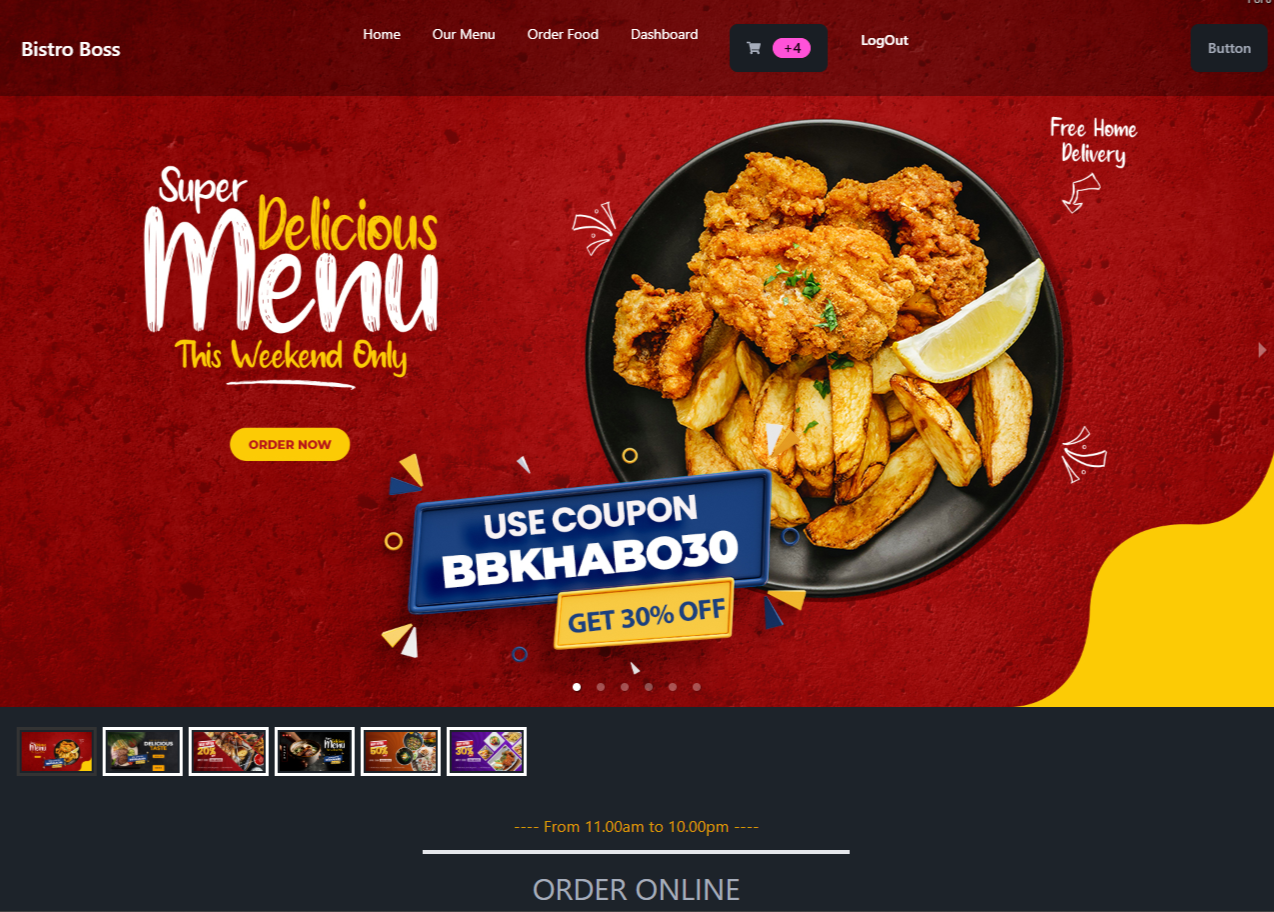 Bistro Boss
Home
Our Menu
Order Food
Dashboard
+4
LogOut
Button
Free Home
Delivery
Super
Delicious
Menu
This Weekend Only
ORDER NOW
USE COUPON
BBKHABO30
GET 30% OFF
---- From 11.00am to 10.00pm ----
ORDER ONLINE